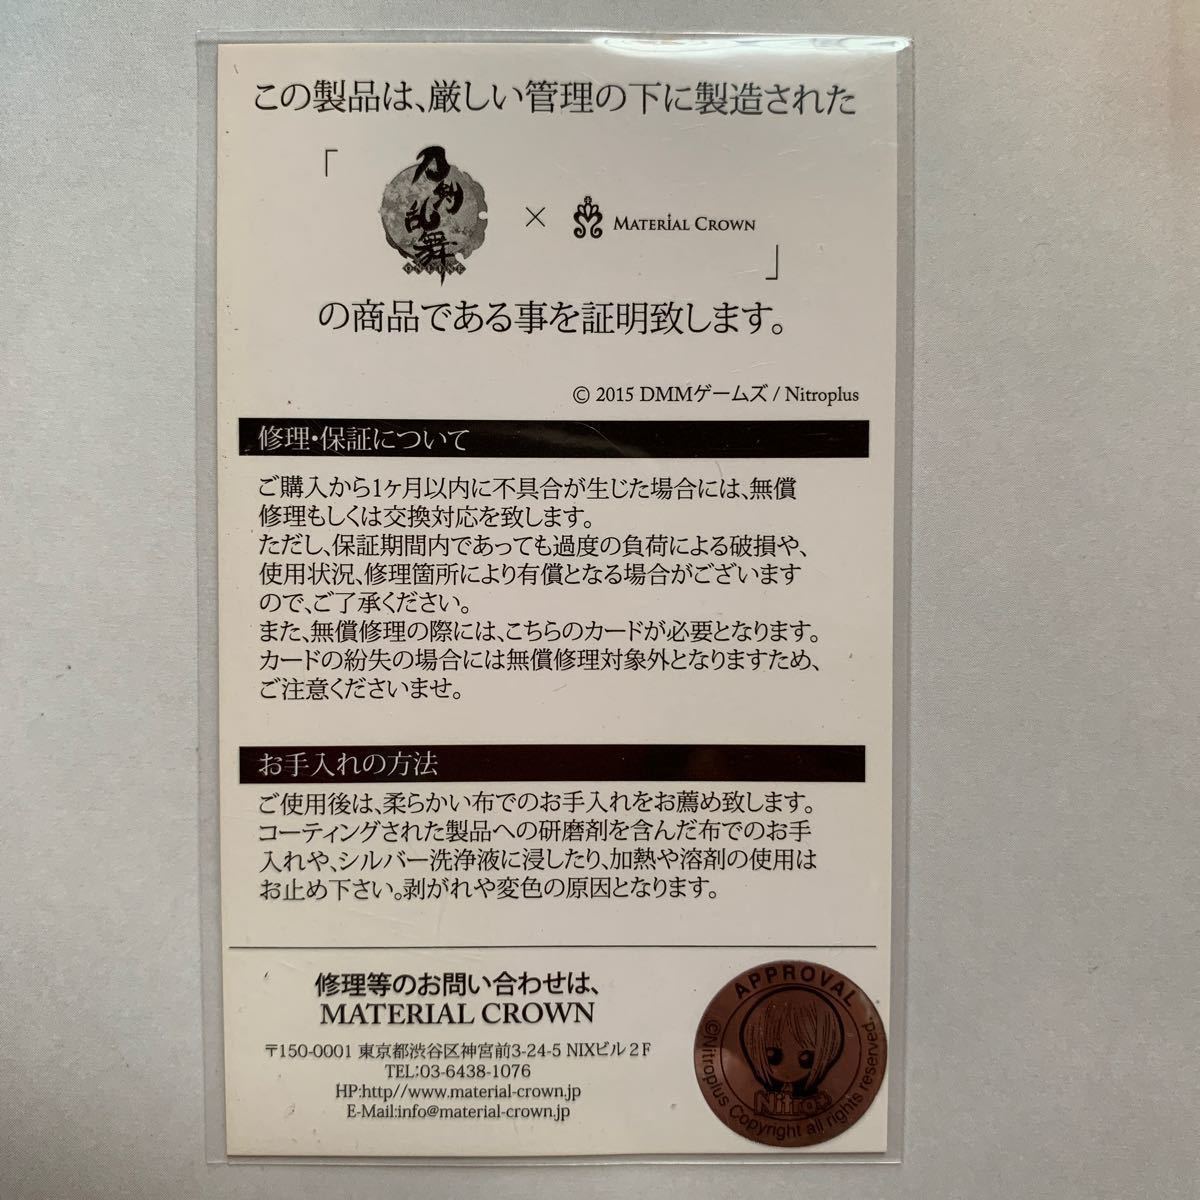 この製品は、厳しい管理の下に製造された
「
刀剣乱舞
ONLINE
×
MATERIAL CROWN
」
の商品である事を証明致します。
© 2015 DMMゲームズ / Nitroplus
修理・保証について
ご購入から1ヶ月以内に不具合が生じた場合には、無償
修理もしくは交換対応を致します。
ただし、保証期間内であっても過度の負荷による破損や、
使用状況、修理箇所により有償となる場合がございます
ので、ご了承ください。
また、無償修理の際には、こちらのカードが必要となります。
カードの紛失の場合には無償修理対象外となりますため、
ご注意くださいませ。
お手入れの方法
ご使用後は、柔らかい布でのお手入れをお薦め致します。
コーティングされた製品への研磨剤を含んだ布でのお手
入れや、シルバー洗浄液に浸したり、加熱や溶剤の使用は
お止め下さい。剥がれや変色の原因となります。
修理等のお問い合わせは、
MATERIAL CROWN
〒150-0001 東京都渋谷区神宮前3-24-5 NIXビル2F
TEL:03-6438-1076
HP:http//www.material-crown.jp
E-Mail:info@material-crown.jp
APPROVAL
Nitro+
©Nitroplus Copyright all rights reserved.